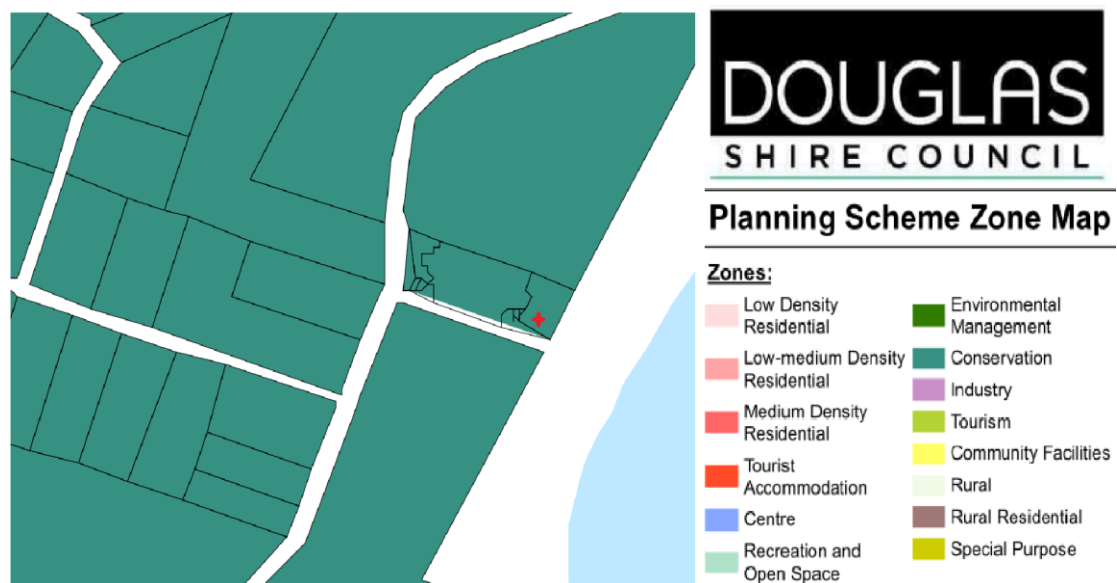 DOUGLAS
SHIRE COUNCIL
Planning Scheme Zone Map
Zones:
Low Density
Residential
Low-medium Density
Residential
Medium Density
Residential
Tourist
Accommodation
Centre
Recreation and
Open Space
Environmental
Management
Conservation
Industry
Tourism
Community Facilities
Rural
Rural Residential
Special Purpose